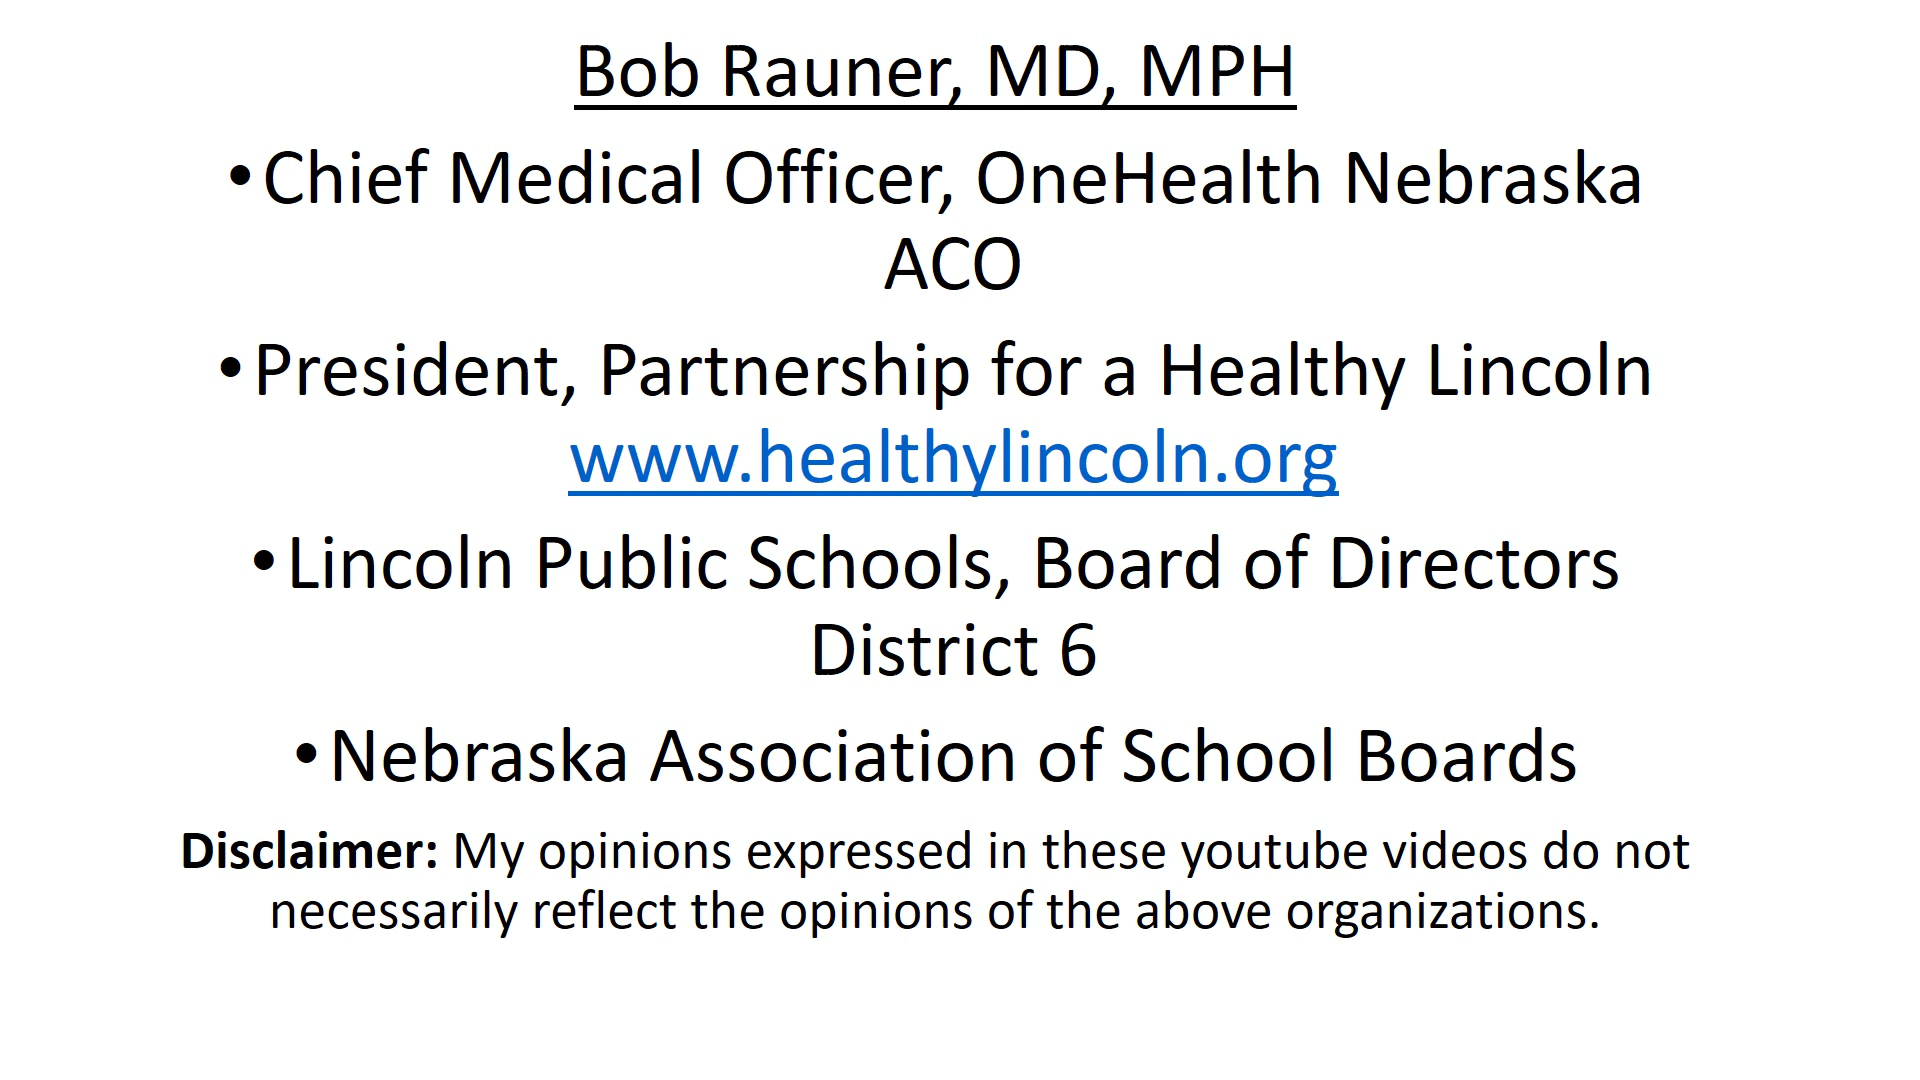 Bob Rauner, MD, MPH
•Chief Medical Officer, OneHealth Nebraska
ACO
•President, Partnership for a Healthy Lincoln
www.healthylincoln.org
•Lincoln Public Schools, Board of Directors
District 6
•Nebraska Association of School Boards
Disclaimer: My opinions expressed in these youtube videos do not
necessarily reflect the opinions of the above organizations.